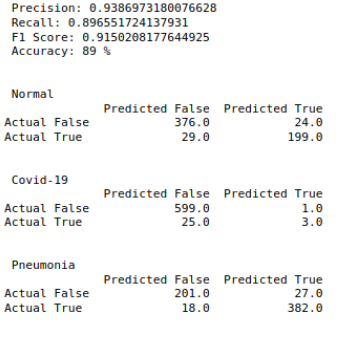 Precision: 0.9386973180076628
Recall: 0.896551724137931
F1 Score: 0.9150208177644925
Accuracy: 89 %
Normal
Predicted False Predicted True
Actual False 376.0 24.0
Actual True 29.0 199.0
Covid-19
Predicted False Predicted True
Actual False 599.0 1.0
Actual True 25.0 3.0
Pneumonia
Predicted False Predicted True
Actual False 201.0 27.0
Actual True 18.0 382.0